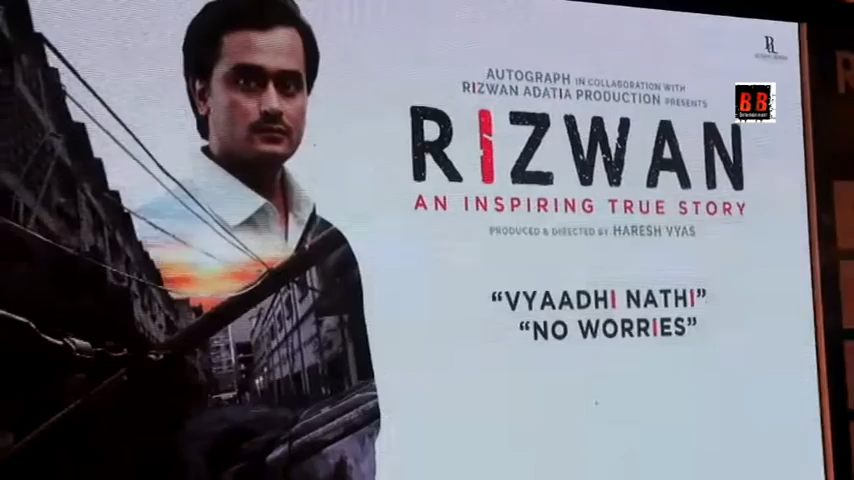 AUTOGRAPH IN COLLABORATION WITH
RIZWAN ADATIA PRODUCTION PRESENTS
RIZWAN
AN INSPIRING TRUE STORY
PRODUCED & DIRECTED BY HARESH VYAS
"VYAADHI NATHI"
"NO WORRIES"
BB